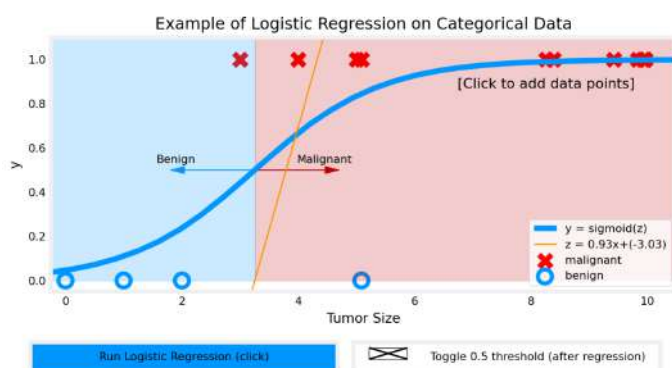 Example of Logistic Regression on Categorical Data
1.0
0.8
0.6
0.4
0.2
0.0
y
[Click to add data points]
Benign
Malignant
y = sigmoid(z)
z = 0.93x+(-3.03)
malignant
benign
0 2 4 6 8 10
Tumor Size
Run Logistic Regression (click)
Toggle 0.5 threshold (after regression)